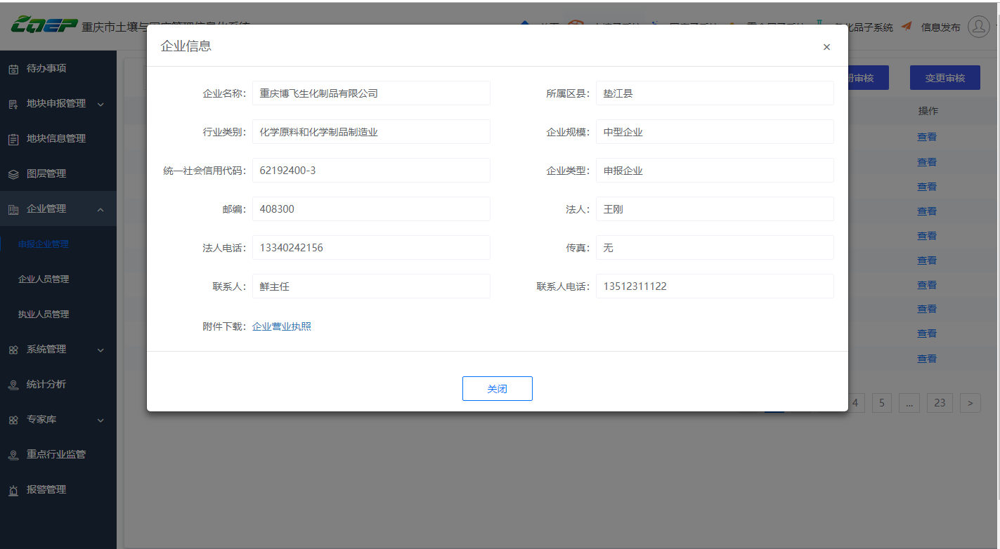 CQEP 重庆市土壤与
信息发布
待办事项
地块申报管理
地块信息管理
图层管理
企业管理
申报企业管理
企业人员管理
执业人员管理
系统管理
统计分析
专家库
重点行业监管
报警管理
企业信息 ×
企业名称： 重庆博飞生化制品有限公司 所属区县： 垫江县
行业类别： 化学原料和化学制品制造业 企业规模： 中型企业
统一社会信用代码： 62192400-3 企业类型： 申报企业
邮编： 408300 法人： 王刚
法人电话： 13340242156 传真： 无
联系人： 鲜主任 联系人电话： 13512311122
附件下载： 企业营业执照
关闭
化品子系统
审核 变更审核
操作
查看
查看
查看
查看
查看
查看
查看
查看
查看
查看
4 5 ... 23 >